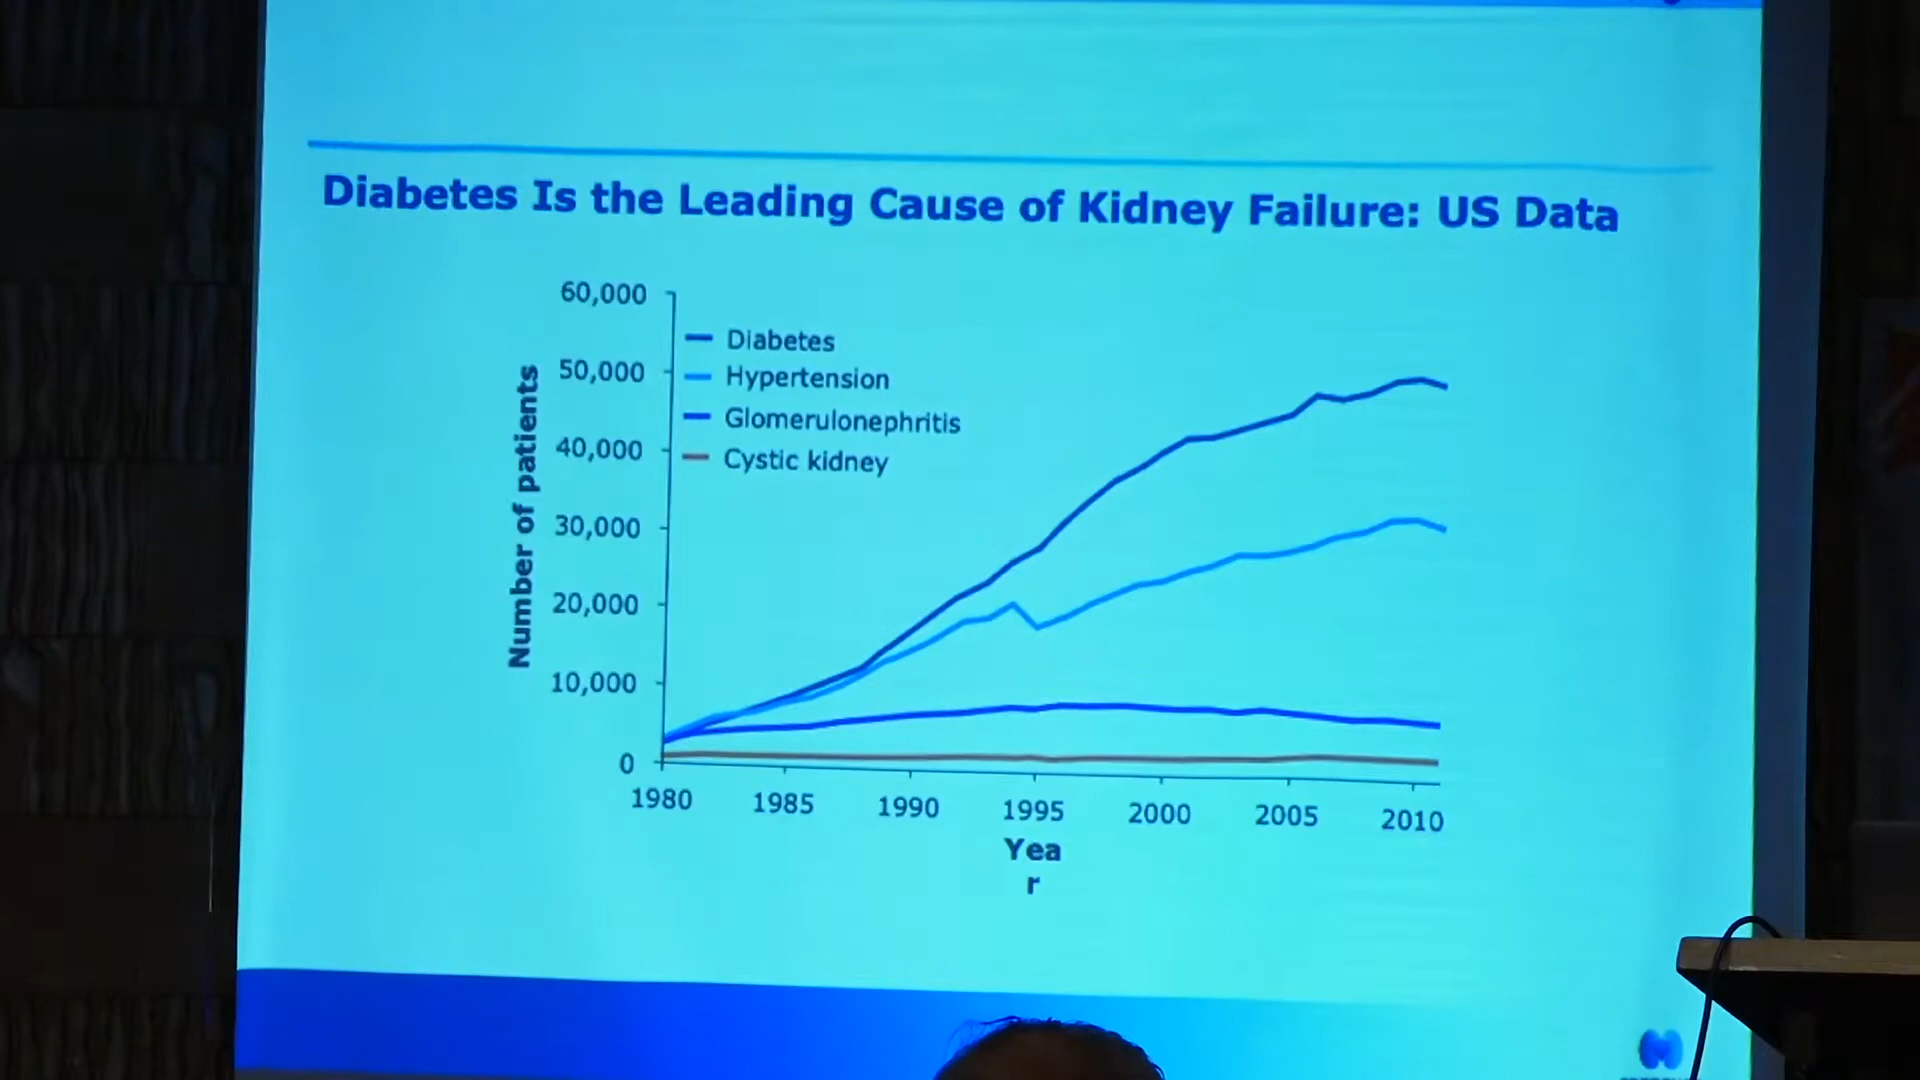 Diabetes Is the Leading Cause of Kidney Failure: US Data
60,000
50,000
40,000
30,000
20,000
10,000
0
Number of patients
Diabetes
Hypertension
Glomerulonephritis
Cystic kidney
1980 1985 1990 1995 2000 2005 2010
Yea
r